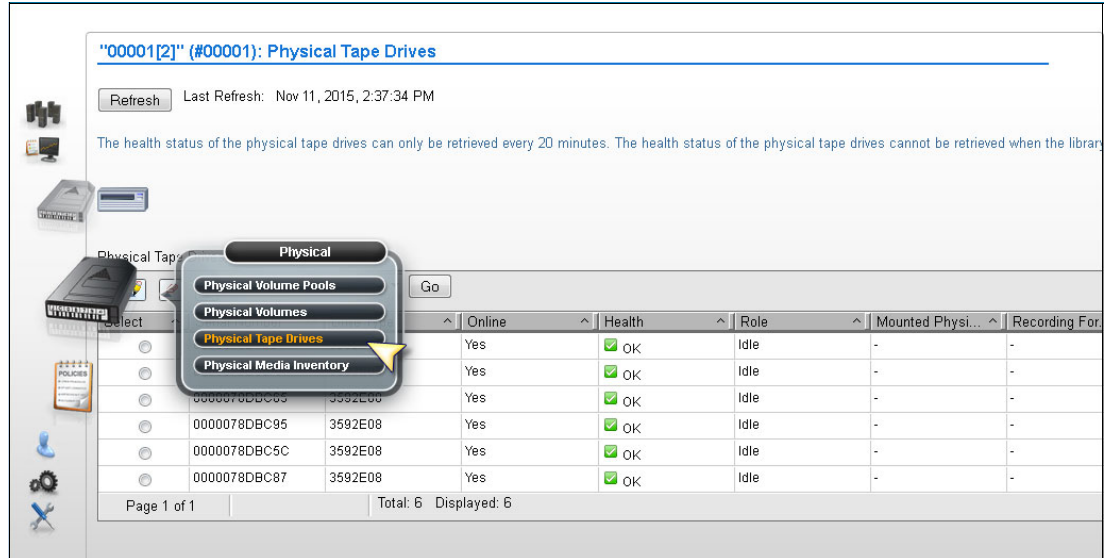 "00001[2]" (#00001): Physical Tape Drives
Refresh Last Refresh: Nov 11, 2015, 2:37:34 PM
The health status of the physical tape drives can only be retrieved every 20 minutes. The health status of the physical tape drives cannot be retrieved when the library
Physical Tape
Physical
Physical Volume Pools
Physical Volumes
Physical Tape Drives
Physical Media Inventory
Go
Select Online Health Role Mounted Physi... Recording For.
Yes OK Idle - -
Yes OK Idle - -
Yes OK Idle - -
0000078DBC95 3592E08 Yes OK Idle - -
0000078DBC5C 3592E08 Yes OK Idle - -
0000078DBC87 3592E08 Yes OK Idle - -
Page 1 of 1 Total: 6 Displayed: 6
POLICIES